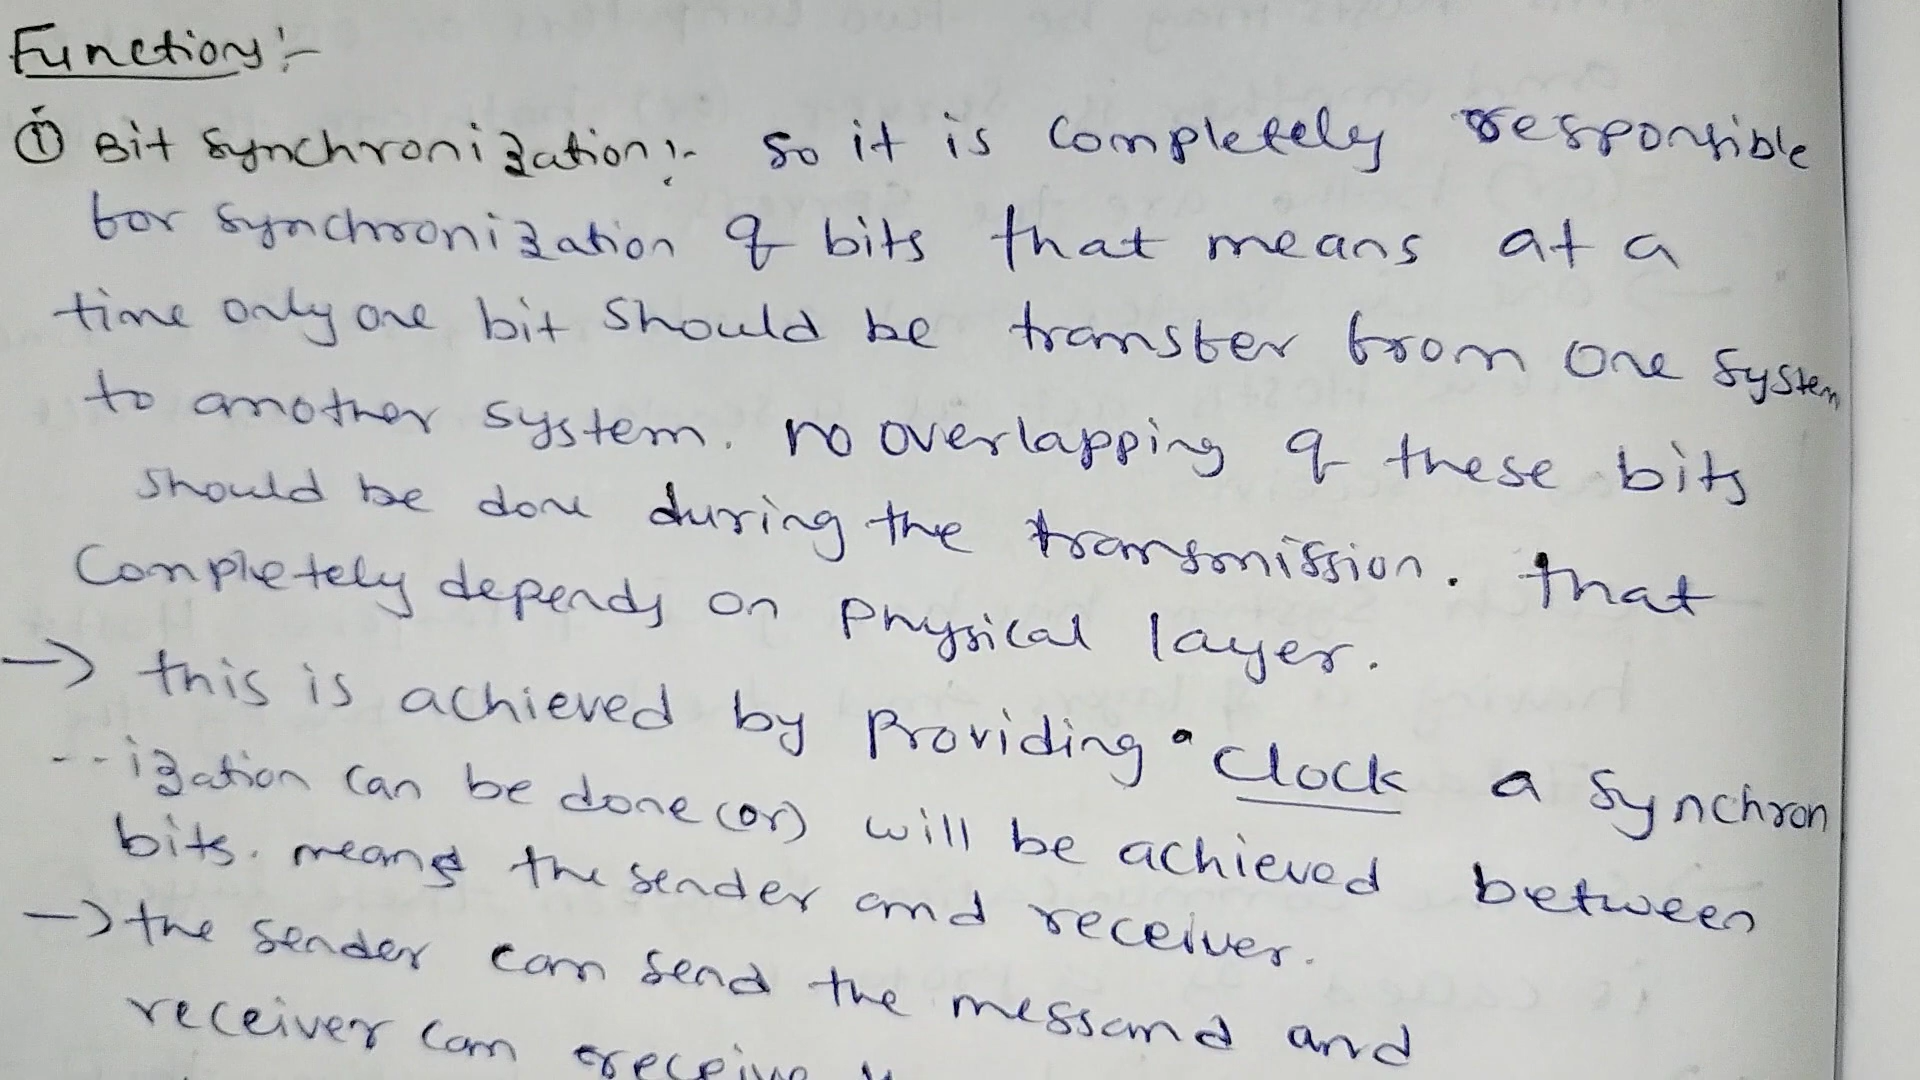 Functions:-
① Bit synchronization:- So it is completely responsible
for synchronization of bits that means at a
time only one bit should be transfer from one system
to another system. no overlapping of these bits
should be done during the transmission. that
Completely depends on Physical layer.
→ this is achieved by Providing a clock a synchron
--ization can be done (or) will be achieved between
bits. means the sender and receiver.
→ the sender can send the messand and
receiver can receive